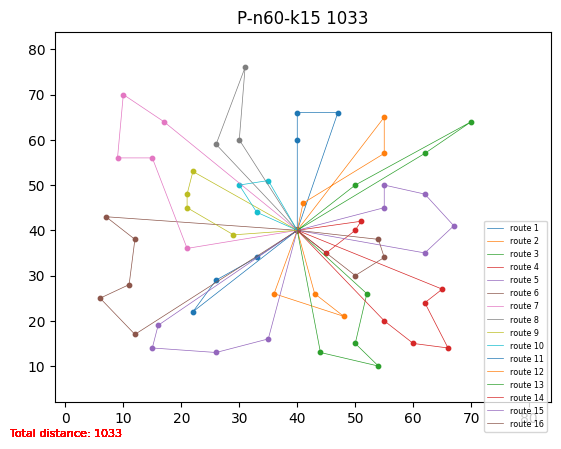 P-n60-k15 1033
80
70
60
50
40
30
20
10
0 10 20 30 40 50 60 70 80
route 1
route 2
route 3
route 4
route 5
route 6
route 7
route 8
route 9
route 10
route 11
route 12
route 13
route 14
route 15
route 16
Total distance: 1033